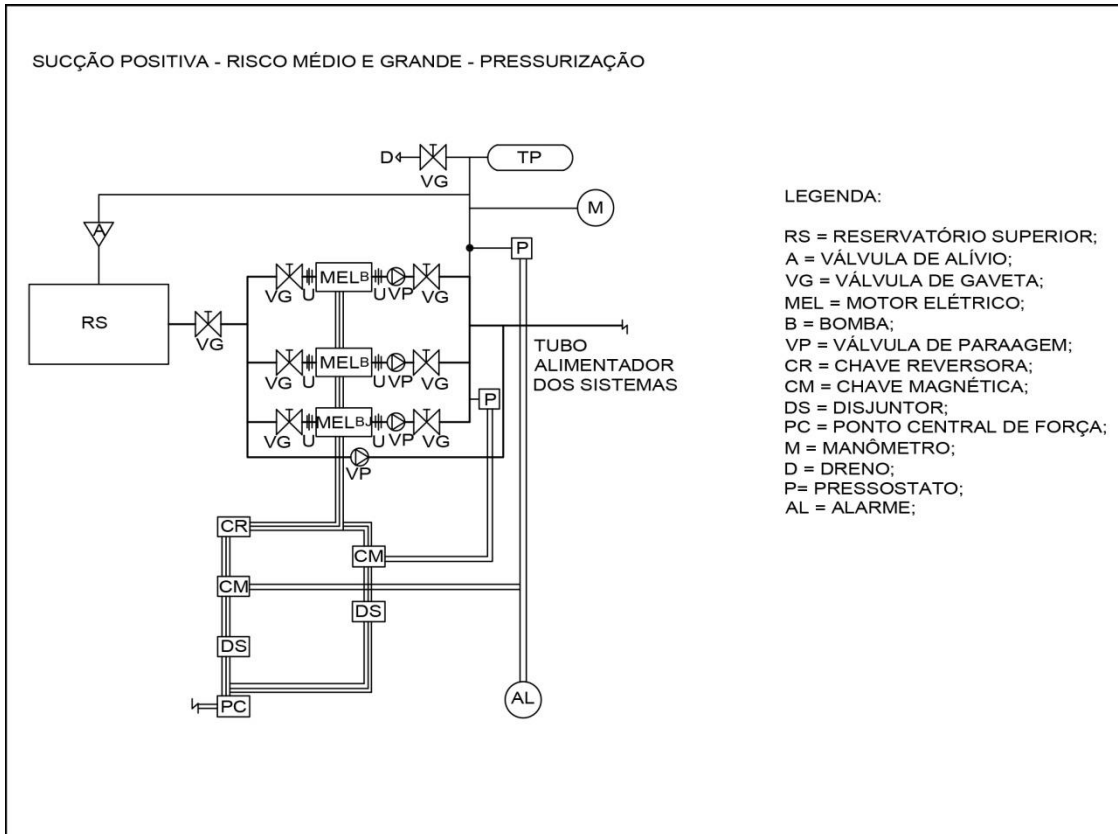 SUCÇÃO POSITIVA - RISCO MÉDIO E GRANDE - PRESSURIZAÇÃO
D
VG
TP
A
M
P
RS
VG
VG
U
MEL B
U
VP
VG
VG
U
MEL B
U
VP
VG
VG
U
MEL BJ
U
VP
VG
VP
P
TUBO
ALIMENTADOR
DOS SISTEMAS
CR
CM
CM
DS
DS
PC
AL
LEGENDA:
RS = RESERVATÓRIO SUPERIOR;
A = VÁLVULA DE ALÍVIO;
VG = VÁLVULA DE GAVETA;
MEL = MOTOR ELÉTRICO;
B = BOMBA;
VP = VÁLVULA DE PARAAGEM;
CR = CHAVE REVERSORA;
CM = CHAVE MAGNÉTICA;
DS = DISJUNTOR;
PC = PONTO CENTRAL DE FORÇA;
M = MANÔMETRO;
D = DRENO;
P= PRESSOSTATO;
AL = ALARME;